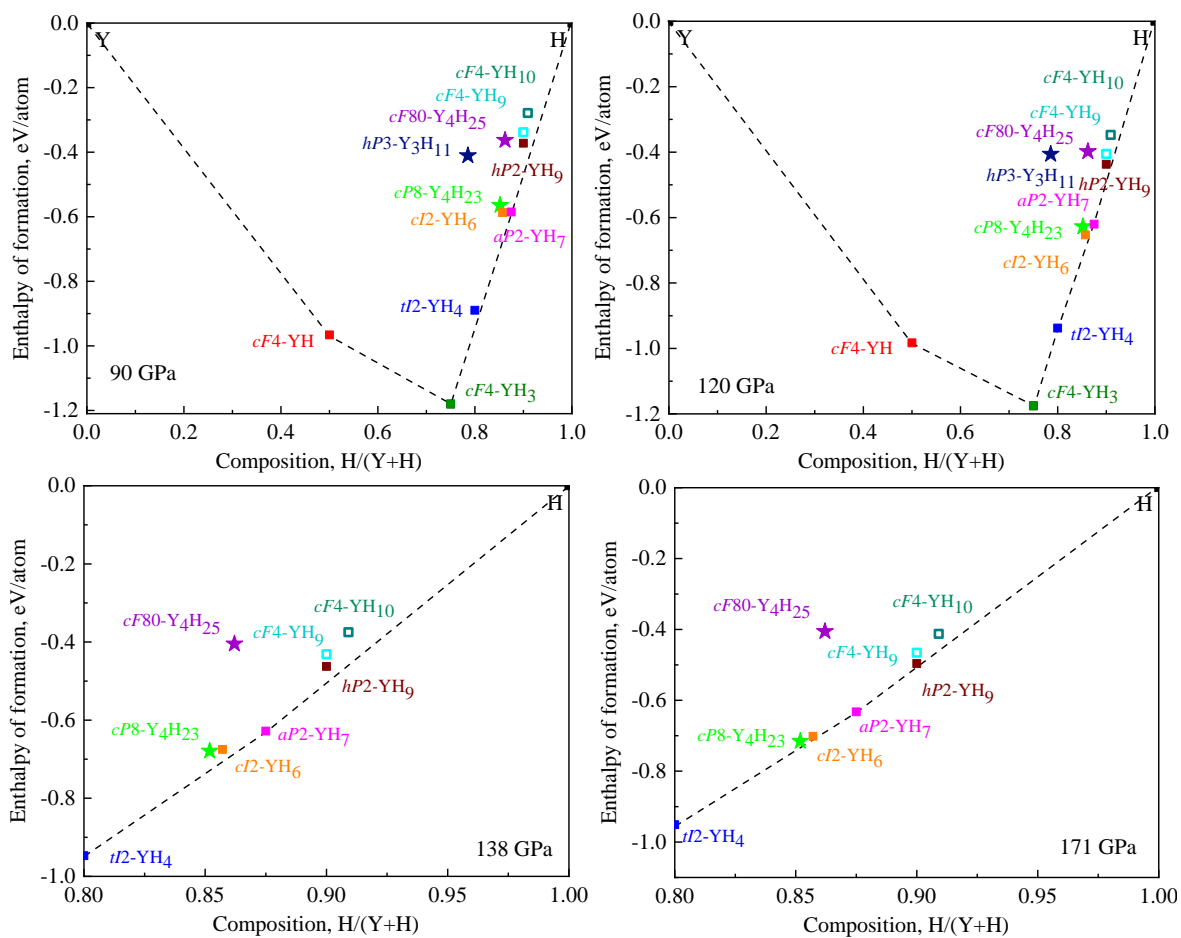 0.0
-0.2
-0.4
-0.6
-0.8
-1.0
-1.2
Enthalpy of formation, eV/atom
Y
H
cF4-YH10
cF4-YH9
cF80-Y4H25
hP3-Y3H11
hP2-YH9
cP8-Y4H23
cI2-YH6
aP2-YH7
tI2-YH4
cF4-YH
cF4-YH3
90 GPa
0.0 0.2 0.4 0.6 0.8 1.0
Composition, H/(Y+H)
0.0
-0.2
-0.4
-0.6
-0.8
-1.0
-1.2
Enthalpy of formation, eV/atom
Y
H
cF4-YH10
cF4-YH9
cF80-Y4H25
hP3-Y3H11
hP2-YH9
aP2-YH7
cP8-Y4H23
cI2-YH6
tI2-YH4
cF4-YH
cF4-YH3
120 GPa
0.0 0.2 0.4 0.6 0.8 1.0
Composition, H/(Y+H)
0.0
-0.2
-0.4
-0.6
-0.8
-1.0
Enthalpy of formation, eV/atom
H
cF4-YH10
cF80-Y4H25
cF4-YH9
hP2-YH9
cP8-Y4H23
aP2-YH7
cI2-YH6
tI2-YH4
138 GPa
0.80 0.85 0.90 0.95 1.00
Composition, H/(Y+H)
0.0
-0.2
-0.4
-0.6
-0.8
-1.0
Enthalpy of formation, eV/atom
H
cF4-YH10
cF80-Y4H25
cF4-YH9
hP2-YH9
aP2-YH7
cP8-Y4H23
cI2-YH6
tI2-YH4
171 GPa
0.80 0.85 0.90 0.95 1.00
Composition, H/(Y+H)